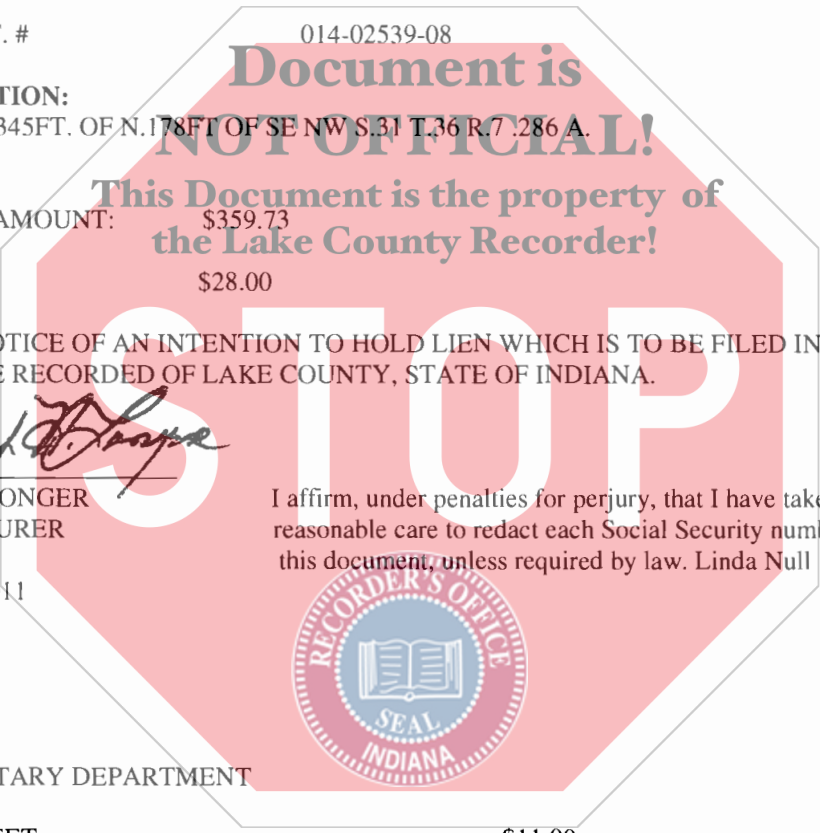 . # 014-02539-08
Document is
TION:
345FT. OF N.178FT OF SE NW S.31 T.36 R.7 .286 A.
NOT OFFICIAL!
This Document is the property of
AMOUNT: $359.73
the Lake County Recorder!
$28.00
STOP
OTICE OF AN INTENTION TO HOLD LIEN WHICH IS TO BE FILED IN
E RECORDED OF LAKE COUNTY, STATE OF INDIANA.
ONGER I affirm, under penalties for perjury, that I have take
URER reasonable care to redact each Social Security numb
this document, unless required by law. Linda Null
11
RECORDER'S OFFICE
SEAL
INDIANA
TARY DEPARTMENT
$11.00